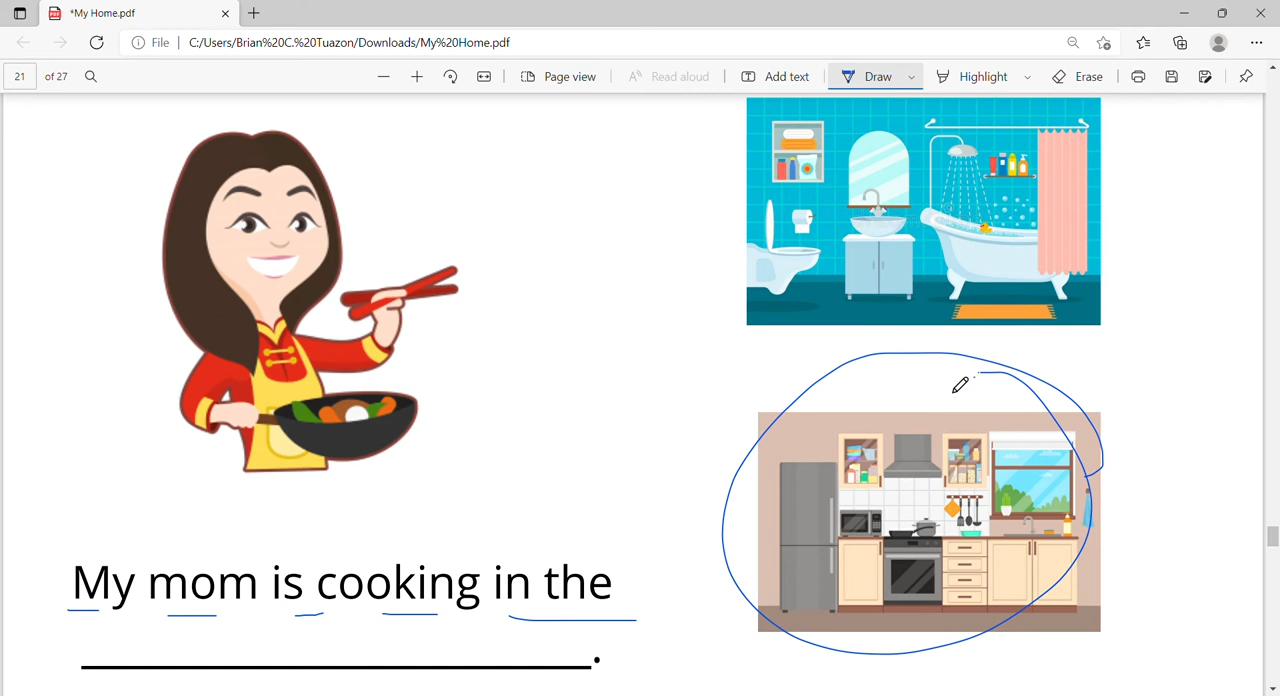 *My Home.pdf
File
C:/Users/Brian%20C.%20Tuazon/Downloads/My%20Home.pdf
21
of 27
Page view
Read aloud
Add text
Draw
Highlight
Erase
My mom is cooking in the
.